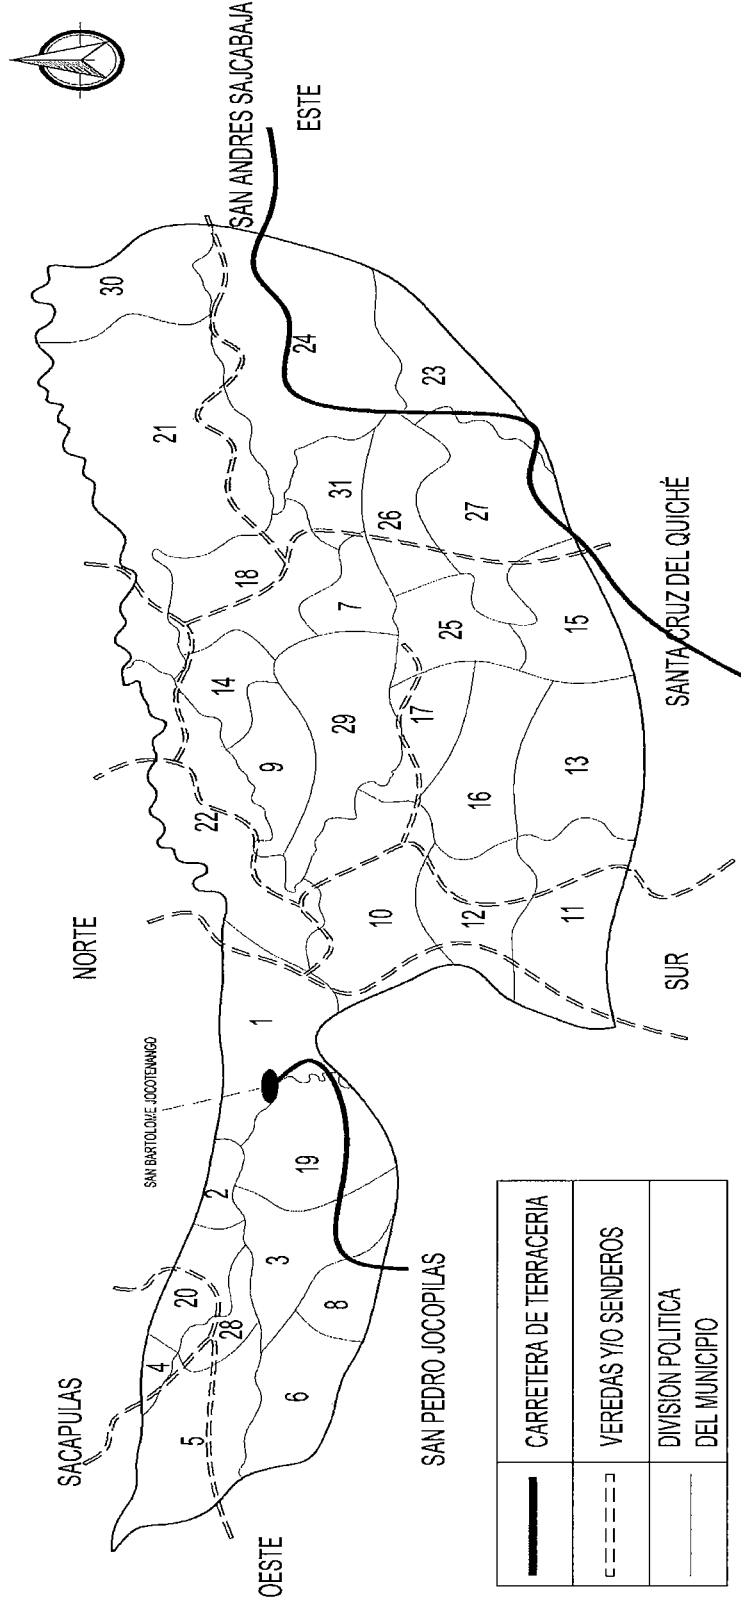 NORTE
SACAPULAS
SAN BARTOLOME JOCOTENANGO
OESTE
SAN PEDRO JOCOPILAS
SUR
SANTA CRUZ DEL QUICHÉ
SAN ANDRES SAJCABAJA
ESTE
5
4
20
28
2
6
8
3
19
1
22
10
12
11
9
14
29
17
16
13
18
7
25
15
21
31
26
27
30
24
23
CARRETERA DE TERRACERIA
VEREDAS Y/O SENDEROS
DIVISION POLITICA
DEL MUNICIPIO